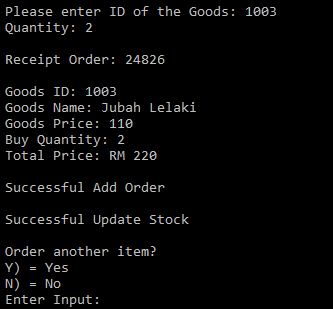 Please enter ID of the Goods: 1003
Quantity: 2
Receipt Order: 24826
Goods ID: 1003
Goods Name: Jubah Lelaki
Goods Price: 110
Buy Quantity: 2
Total Price: RM 220
Successful Add Order
Successful Update Stock
Order another item?
Y) = Yes
N) = No
Enter Input: